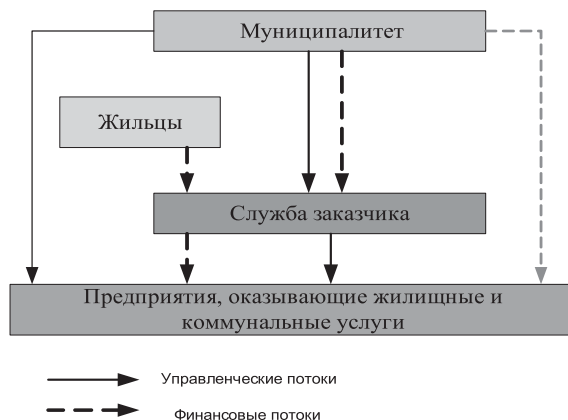 Муниципалитет
Жильцы
Служба заказчика
Предприятия, оказывающие жилищные и
коммунальные услуги
Управленческие потоки
Финансовые потоки